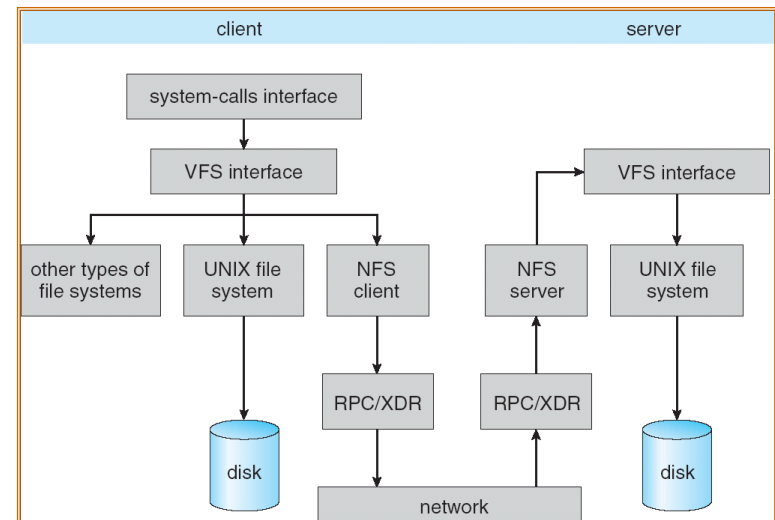 client
server
system-calls interface
VFS interface
VFS interface
other types of
file systems
UNIX file
system
NFS
client
NFS
server
UNIX file
system
RPC/XDR
RPC/XDR
disk
disk
network